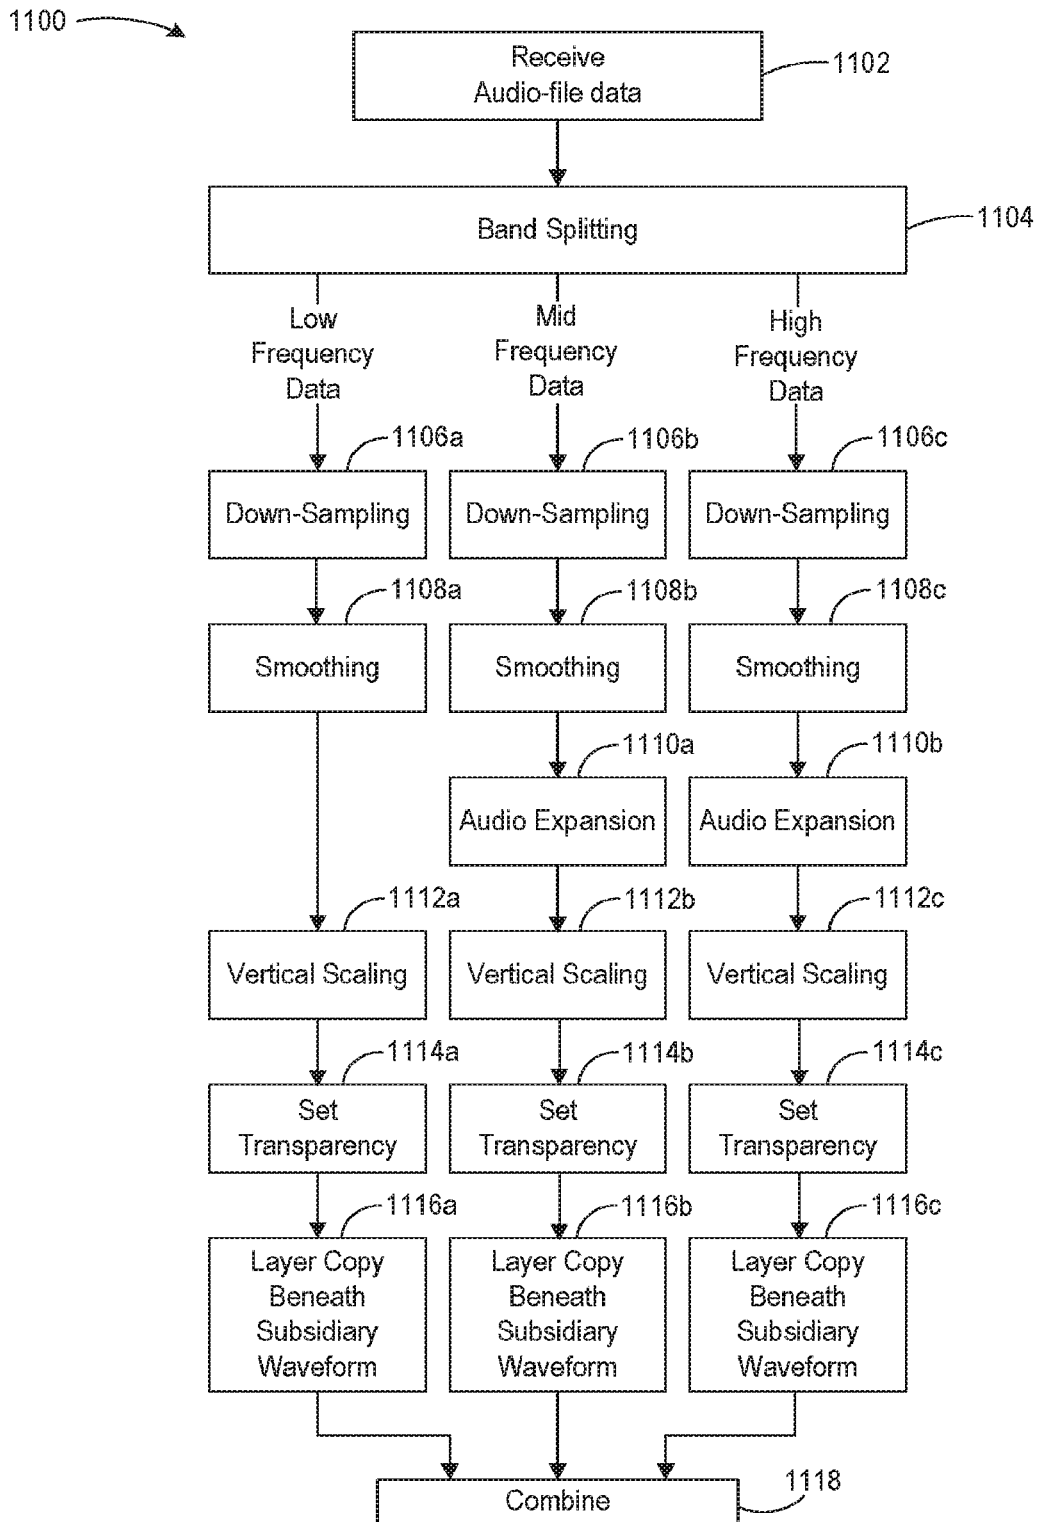 1100
Receive
Audio-file data
1102
Band Splitting
1104
Low
Frequency
Data
Mid
Frequency
Data
High
Frequency
Data
1106a
1106b
1106c
Down-Sampling
Down-Sampling
Down-Sampling
1108a
1108b
1108c
Smoothing
Smoothing
Smoothing
1110a
1110b
Audio Expansion
Audio Expansion
1112a
1112b
1112c
Vertical Scaling
Vertical Scaling
Vertical Scaling
1114a
1114b
1114c
Set
Transparency
Set
Transparency
Set
Transparency
1116a
1116b
1116c
Layer Copy
Beneath
Subsidiary
Waveform
Layer Copy
Beneath
Subsidiary
Waveform
Layer Copy
Beneath
Subsidiary
Waveform
Combine
1118